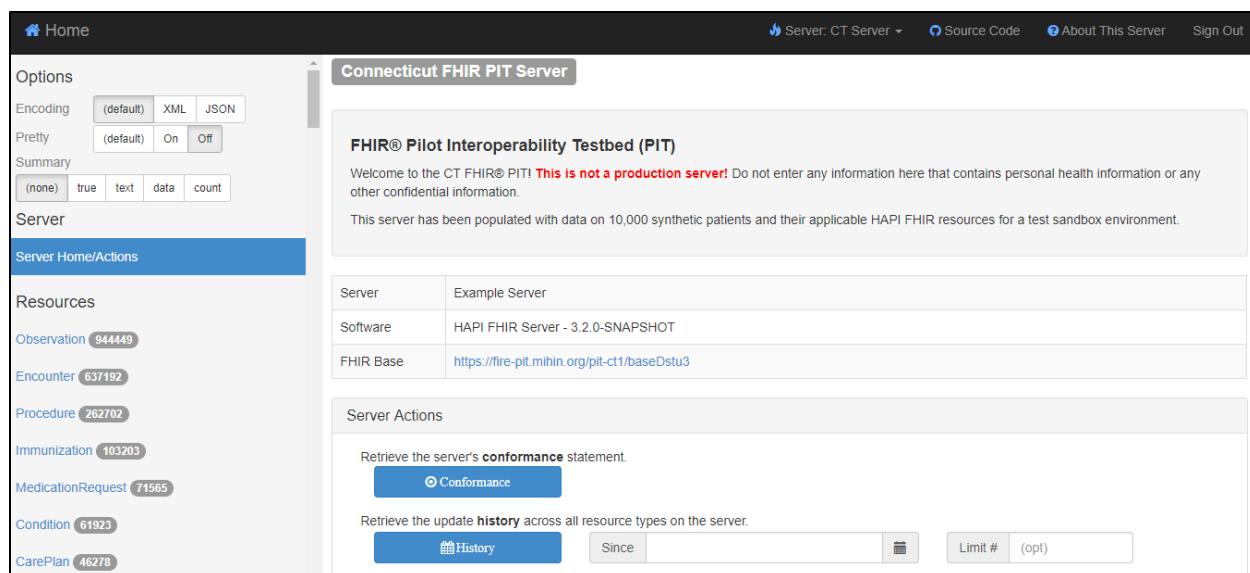 Home
Server: CT Server
Source Code
About This Server
Sign Out
Options
Encoding (default) XML JSON
Pretty (default) On Off
Summary
(none) true text data count
Server
Server Home/Actions
Resources
Observation 944449
Encounter 637192
Procedure 262702
Immunization 103203
MedicationRequest 71565
Condition 61923
CarePlan 46278
Connecticut FHIR PIT Server
FHIR® Pilot Interoperability Testbed (PIT)
Welcome to the CT FHIR® PIT! This is not a production server! Do not enter any information here that contains personal health information or any
other confidential information.
This server has been populated with data on 10,000 synthetic patients and their applicable HAPI FHIR resources for a test sandbox environment.
Server Example Server
Software HAPI FHIR Server - 3.2.0-SNAPSHOT
FHIR Base https://fire-pit.mihin.org/pit-ct1/baseDstu3
Server Actions
Retrieve the server's conformance statement.
Conformance
Retrieve the update history across all resource types on the server.
History Since Limit # (opt)